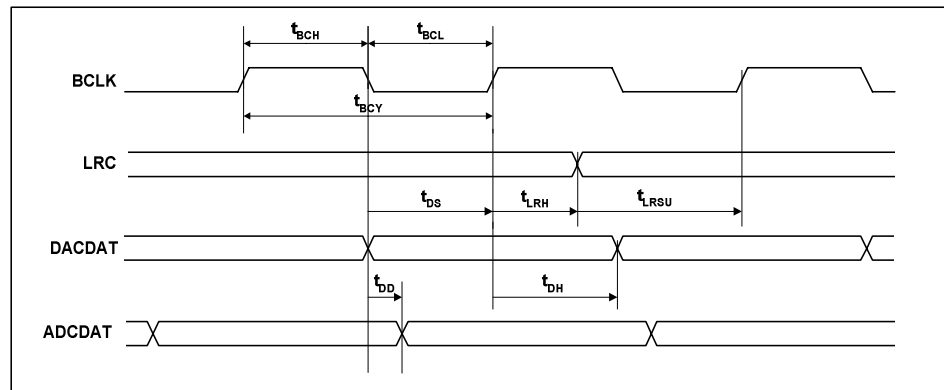 tBCH tBCL
BCLK
tBCY
LRC
tDS tLRH tLRSU
DACDAT
tDD tDH
ADCDAT